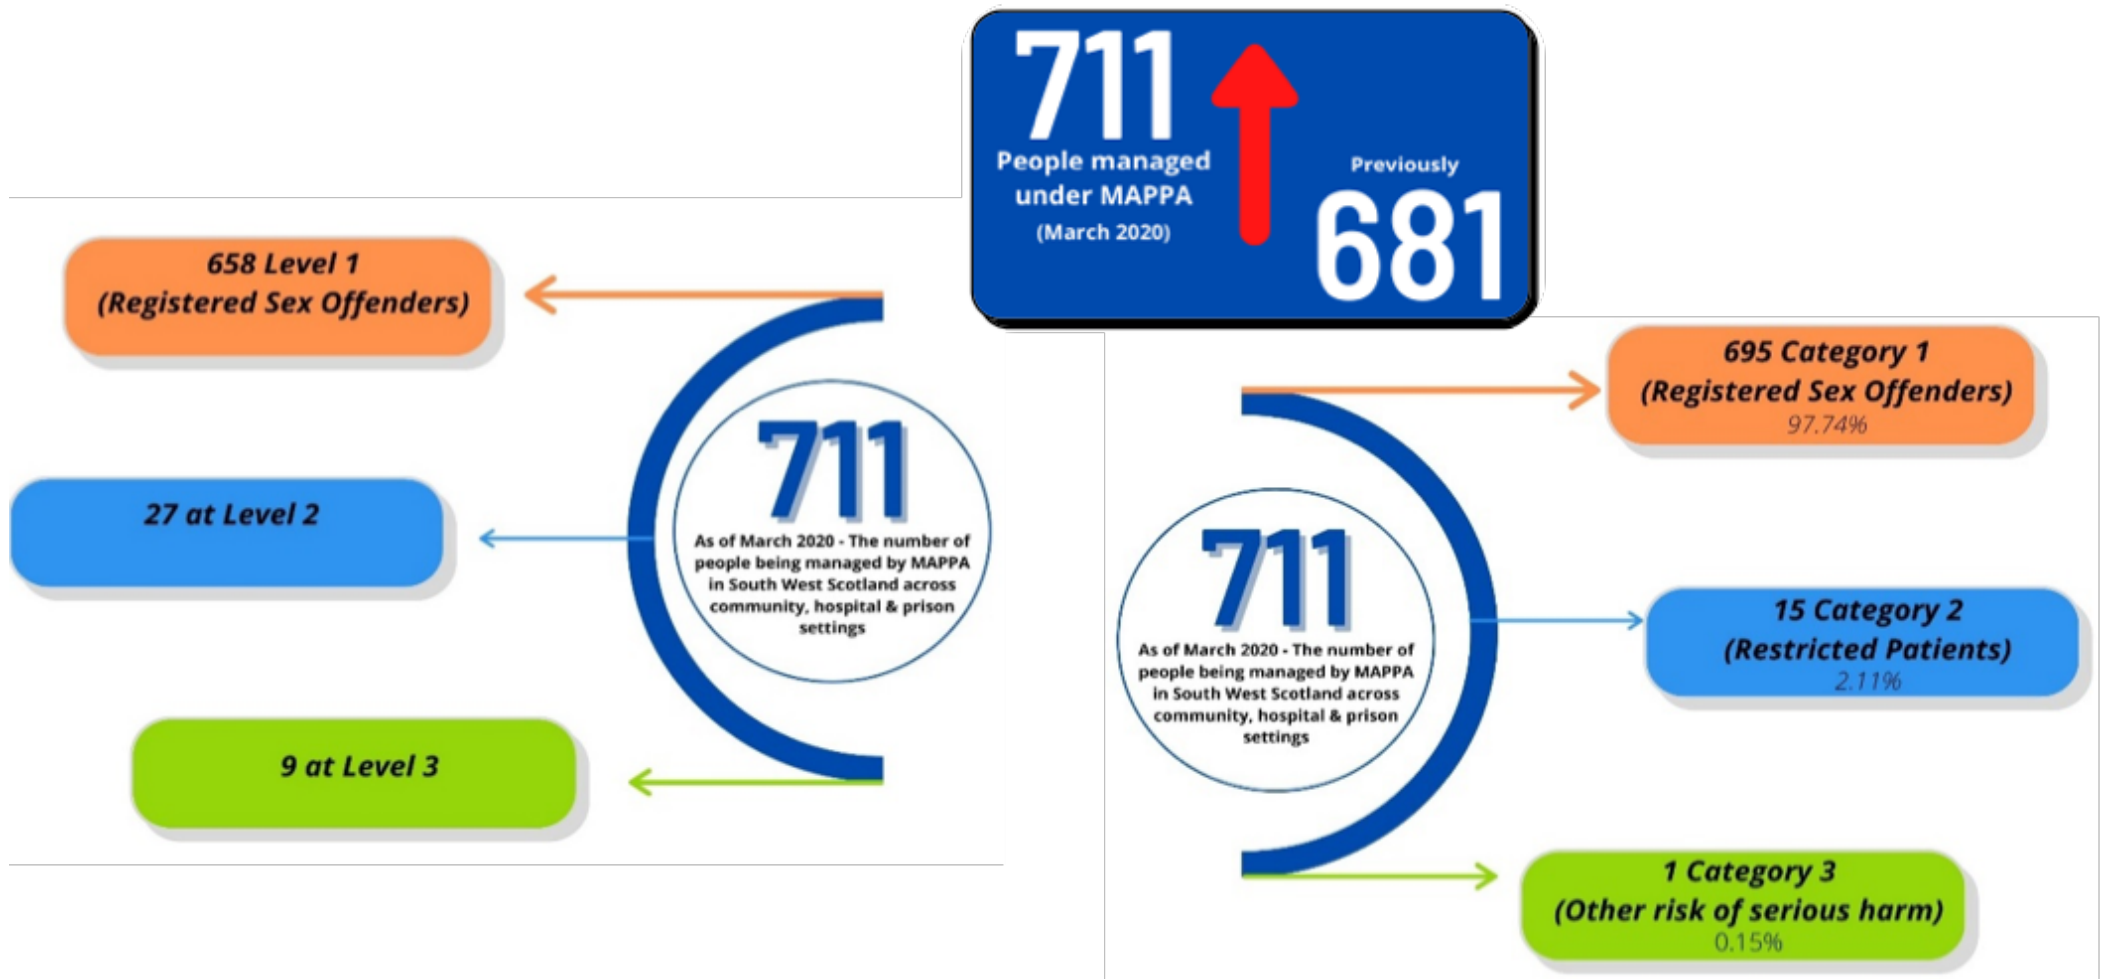 711
People managed
under MAPPA
(March 2020)
Previously
681
658 Level 1
(Registered Sex Offenders)
27 at Level 2
9 at Level 3
711
As of March 2020 - The number of
people being managed by MAPPA
in South West Scotland across
community, hospital & prison
settings
711
As of March 2020 - The number of
people being managed by MAPPA
in South West Scotland across
community, hospital & prison
settings
695 Category 1
(Registered Sex Offenders)
97.74%
15 Category 2
(Restricted Patients)
2.11%
1 Category 3
(Other risk of serious harm)
0.15%